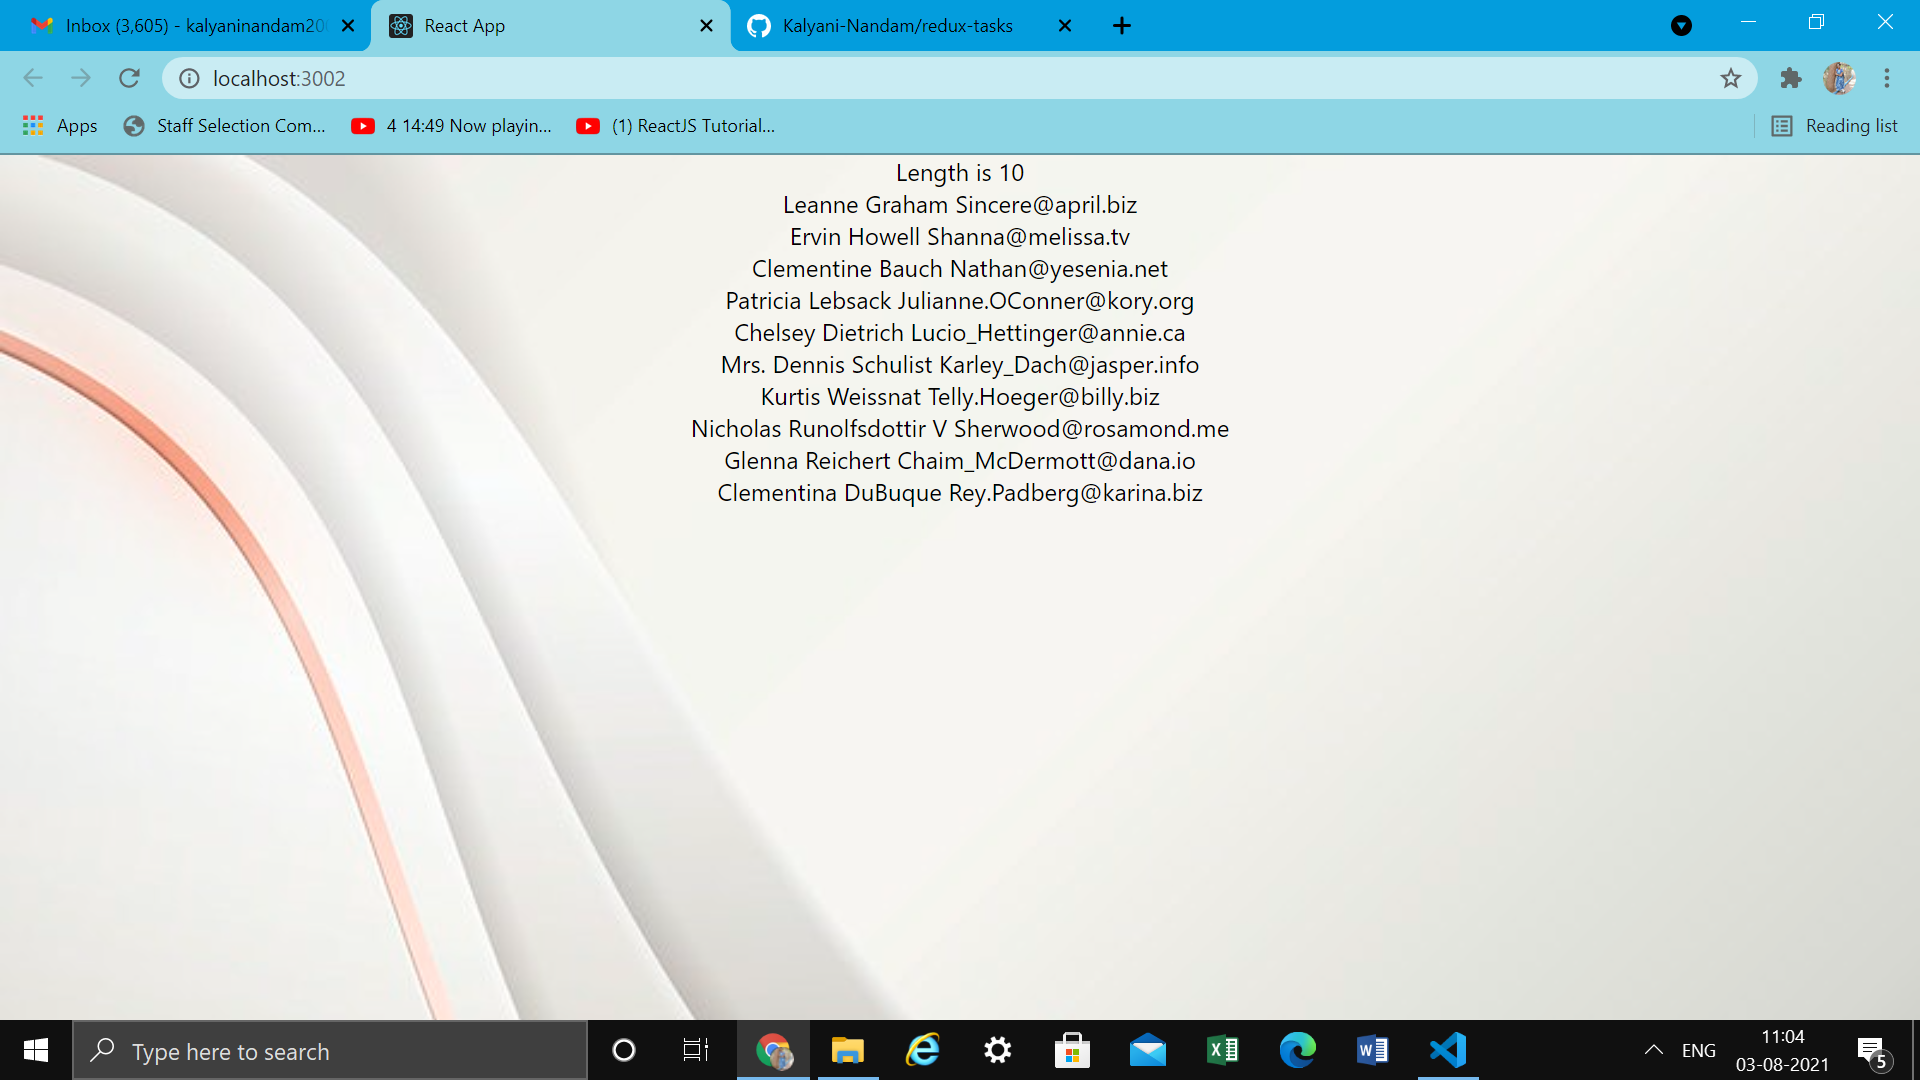 Inbox (3,605) - kalyaninandam20
React App
Kalyani-Nandam/redux-tasks
localhost:3002
Apps
Staff Selection Com...
4 14:49 Now playin...
(1) ReactJS Tutorial...
Reading list
Length is 10
Leanne Graham Sincere@april.biz
Ervin Howell Shanna@melissa.tv
Clementine Bauch Nathan@yesenia.net
Patricia Lebsack Julianne.OConner@kory.org
Chelsey Dietrich Lucio_Hettinger@annie.ca
Mrs. Dennis Schulist Karley_Dach@jasper.info
Kurtis Weissnat Telly.Hoeger@billy.biz
Nicholas Runolfsdottir V Sherwood@rosamond.me
Glenna Reichert Chaim_McDermott@dana.io
Clementina DuBuque Rey.Padberg@karina.biz
Type here to search
ENG
11:04
03-08-2021
5